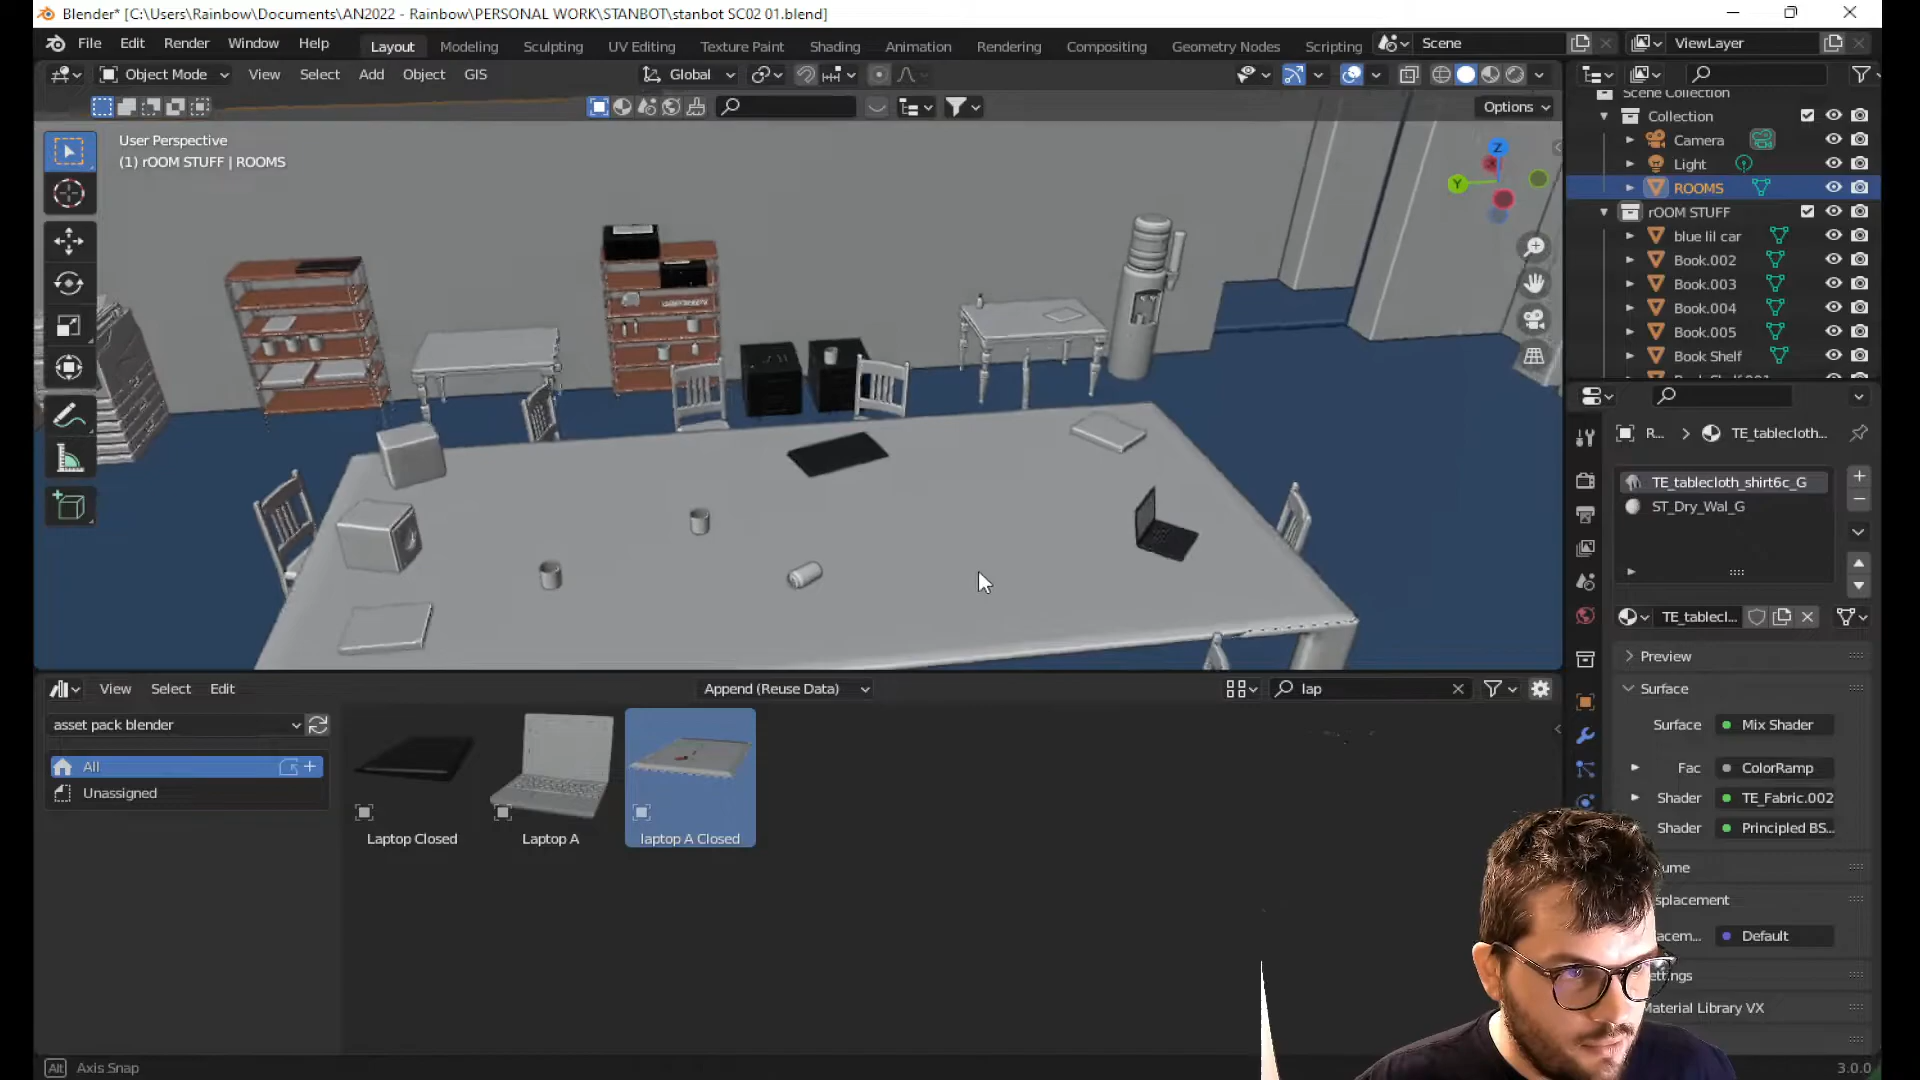 Blender* [C:\Users\Rainbow\Documents\AN2022 - Rainbow\PERSONAL WORK\STANBOT\stanbot SC02 01.blend]
File Edit Render Window Help
Layout Modeling Sculpting UV Editing Texture Paint Shading Animation Rendering Compositing Geometry Nodes Scripting
Scene
ViewLayer
Object Mode View Select Add Object GIS
Global
Options
User Perspective
(1) rOOM STUFF | ROOMS
Z
Y
Scene Collection
Collection
Camera
Light
ROOMS
rOOM STUFF
blue lil car
Book.002
Book.003
Book.004
Book.005
Book Shelf
R... TE_tablecloth...
TE_tablecloth_shirt6c_G
ST_Dry_Wal_G
TE_tablecl...
Preview
Surface
Surface Mix Shader
Fac ColorRamp
Shader TE_Fabric.002
Shader Principled BS...
ume
splacement
acem... Default
ettings
Material Library VX
View Select Edit
Append (Reuse Data)
lap
asset pack blender
All
Unassigned
Laptop Closed
Laptop A
laptop A Closed
Alt Axis Snap
3.0.0